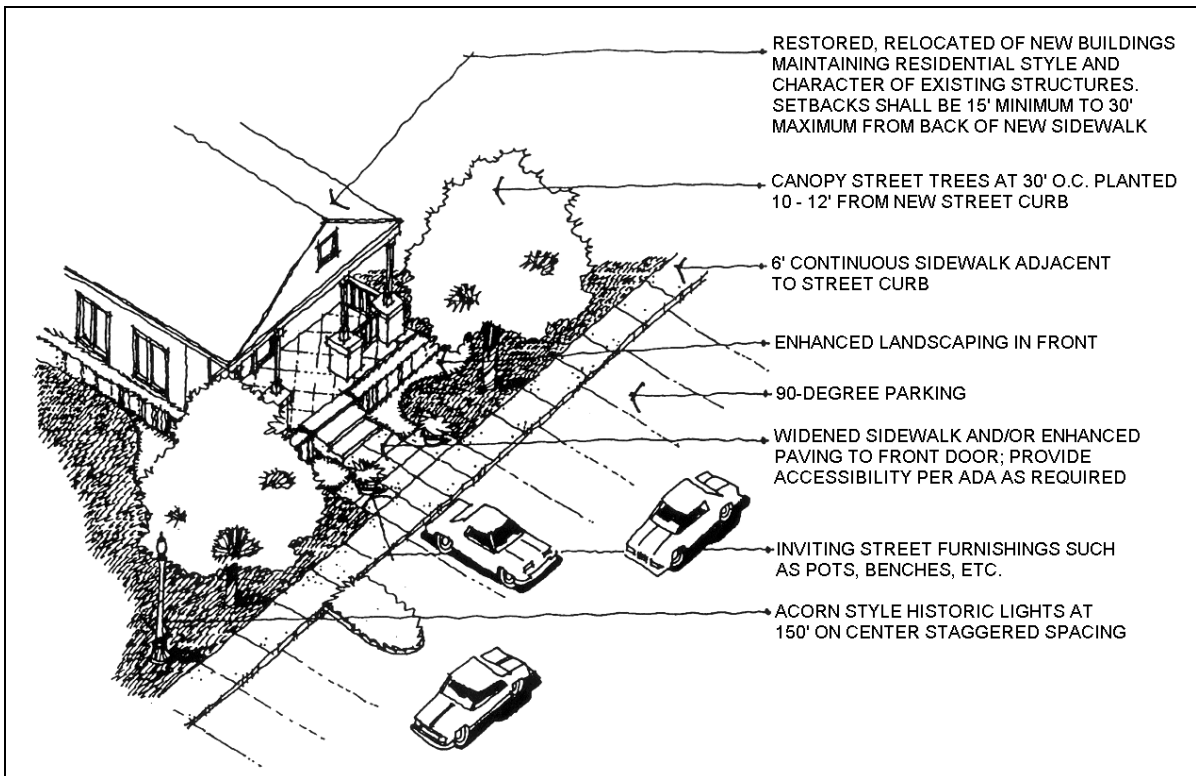 RESTORED, RELOCATED OF NEW BUILDINGS
MAINTAINING RESIDENTIAL STYLE AND
CHARACTER OF EXISTING STRUCTURES.
SETBACKS SHALL BE 15' MINIMUM TO 30'
MAXIMUM FROM BACK OF NEW SIDEWALK
CANOPY STREET TREES AT 30' O.C. PLANTED
10 - 12' FROM NEW STREET CURB
6' CONTINUOUS SIDEWALK ADJACENT
TO STREET CURB
ENHANCED LANDSCAPING IN FRONT
90-DEGREE PARKING
WIDENED SIDEWALK AND/OR ENHANCED
PAVING TO FRONT DOOR; PROVIDE
ACCESSIBILITY PER ADA AS REQUIRED
INVITING STREET FURNISHINGS SUCH
AS POTS, BENCHES, ETC.
ACORN STYLE HISTORIC LIGHTS AT
150' ON CENTER STAGGERED SPACING